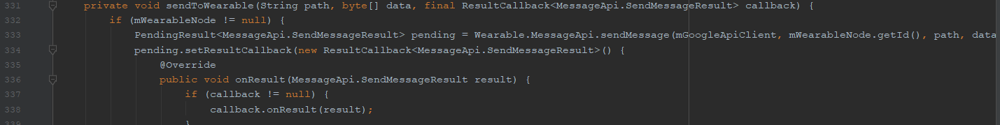 331 private void sendToWearable(String path, byte[] data, final ResultCallback<MessageApi.SendMessageResult> callback) {
332 if (mWearableNode != null) {
333 PendingResult<MessageApi.SendMessageResult> pending = Wearable.MessageApi.sendMessage(mGoogleApiClient, mWearableNode.getId(), path, data
334 pending.setResultCallback(new ResultCallback<MessageApi.SendMessageResult>() {
335 @Override
336 public void onResult(MessageApi.SendMessageResult result) {
337 if (callback != null) {
338 callback.onResult(result);
339 }